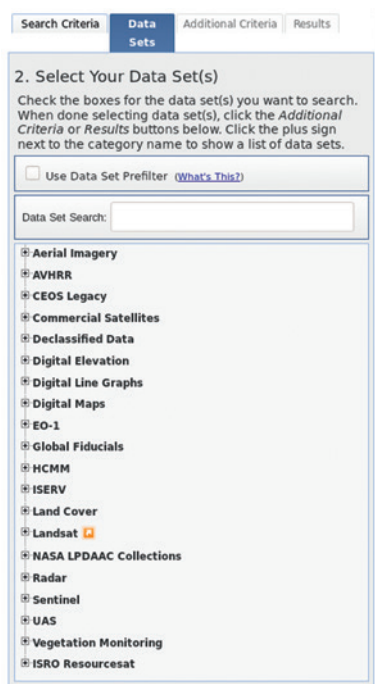 Search Criteria Data Sets Additional Criteria Results
2. Select Your Data Set(s)
Check the boxes for the data set(s) you want to search.
When done selecting data set(s), click the Additional
Criteria or Results buttons below. Click the plus sign
next to the category name to show a list of data sets.
Use Data Set Prefilter (What's This?)
Data Set Search:
Aerial Imagery
AVHRR
CEOS Legacy
Commercial Satellites
Declassified Data
Digital Elevation
Digital Line Graphs
Digital Maps
EO-1
Global Fiducials
HCMM
ISERV
Land Cover
Landsat
NASA LPDAAC Collections
Radar
Sentinel
UAS
Vegetation Monitoring
ISRO Resourcesat